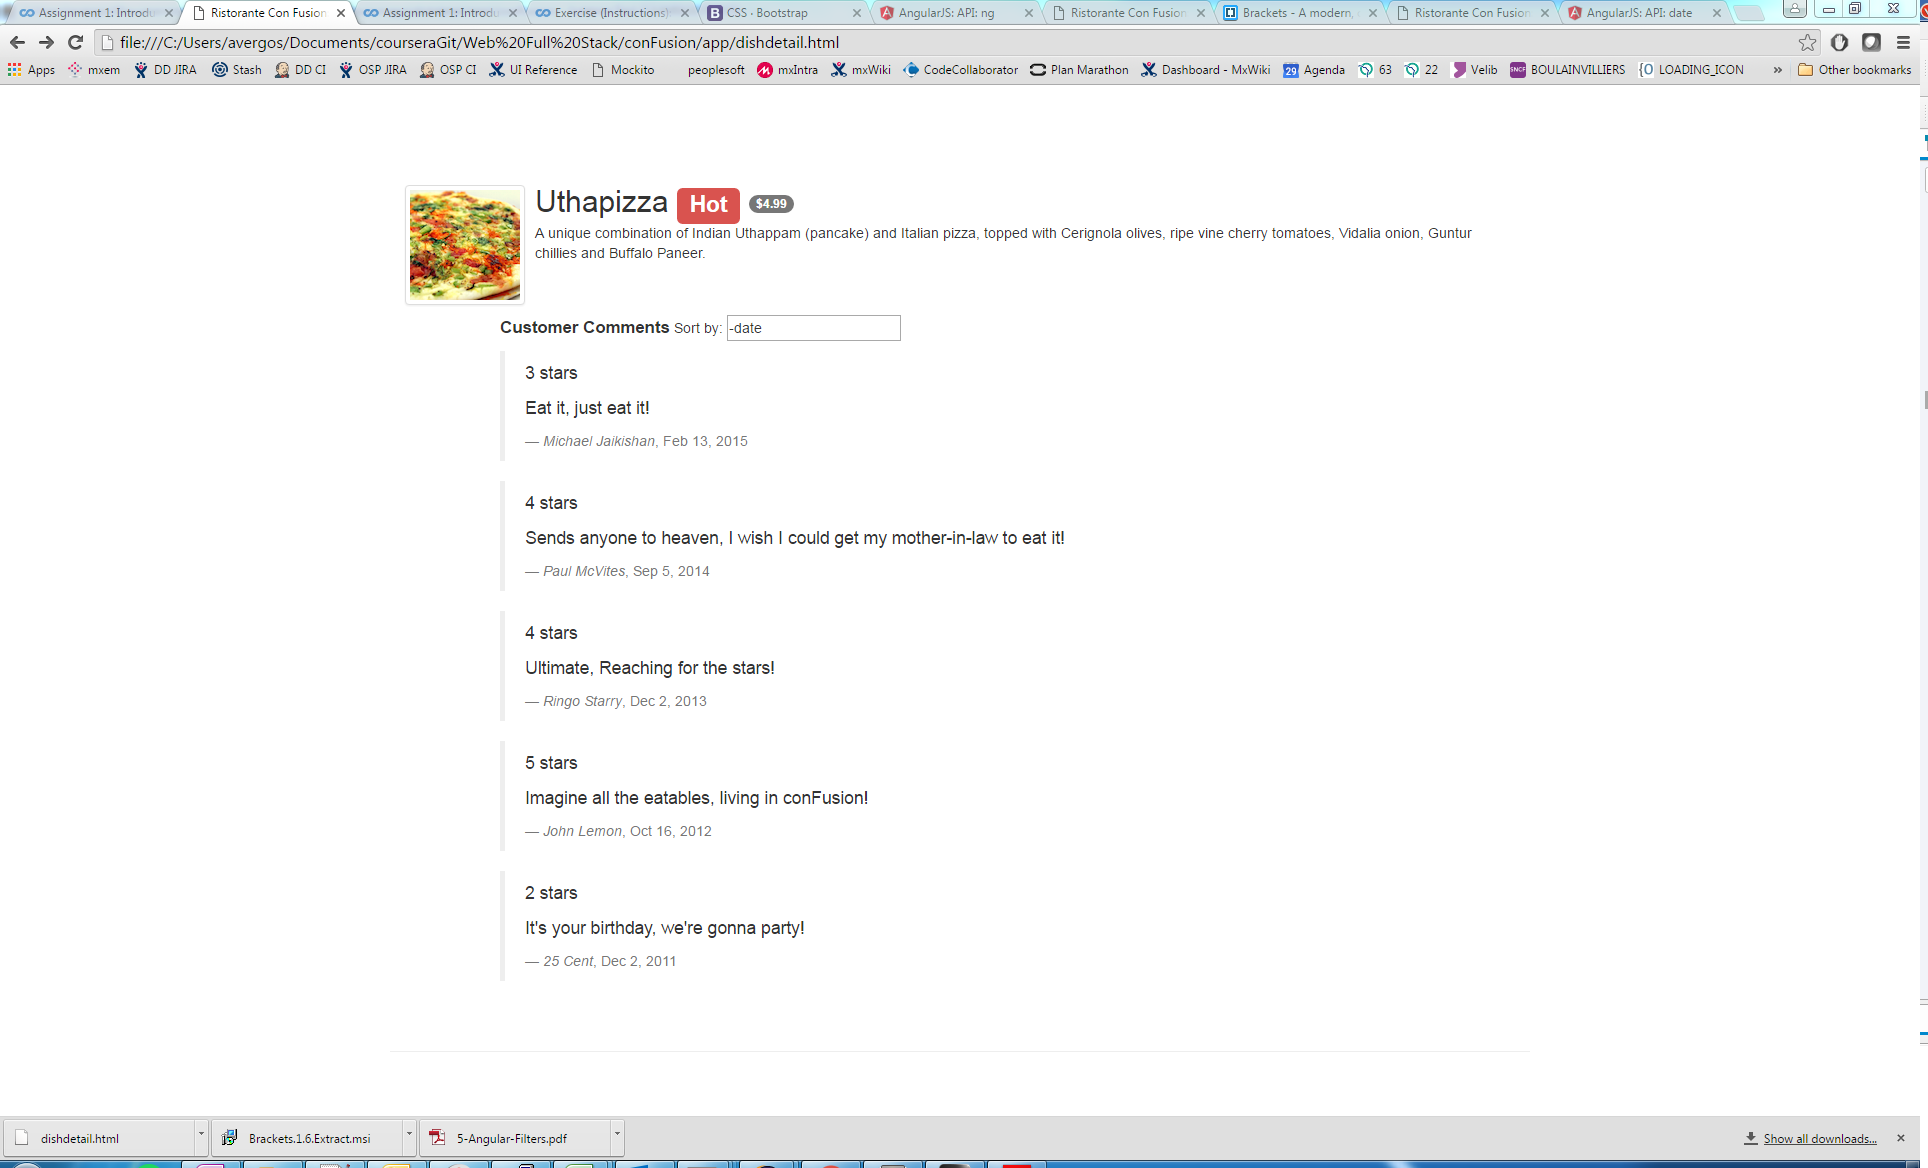 Assignment 1: Introdu
Ristorante Con Fusion
Assignment 1: Introdu
Exercise (Instructions)
CSS · Bootstrap
AngularJS: API: ng
Ristorante Con Fusion
Brackets - A modern,
Ristorante Con Fusion
AngularJS: API: date
file:///C:/Users/avergos/Documents/courseraGit/Web%20Full%20Stack/conFusion/app/dishdetail.html
Apps mxem DD JIRA Stash DD CI OSP JIRA OSP CI UI Reference Mockito peoplesoft mxIntra mxWiki CodeCollaborator Plan Marathon Dashboard - MxWiki 29 Agenda 63 22 Velib SNCF BOULAINVILLIERS {O LOADING_ICON » Other bookmarks
Uthapizza Hot $4.99
A unique combination of Indian Uthappam (pancake) and Italian pizza, topped with Cerignola olives, ripe vine cherry tomatoes, Vidalia onion, Guntur
chillies and Buffalo Paneer.
Customer Comments Sort by: -date
3 stars
Eat it, just eat it!
— Michael Jaikishan, Feb 13, 2015
4 stars
Sends anyone to heaven, I wish I could get my mother-in-law to eat it!
— Paul McVites, Sep 5, 2014
4 stars
Ultimate, Reaching for the stars!
— Ringo Starry, Dec 2, 2013
5 stars
Imagine all the eatables, living in conFusion!
— John Lemon, Oct 16, 2012
2 stars
It's your birthday, we're gonna party!
— 25 Cent, Dec 2, 2011
dishdetail.html
Brackets.1.6.Extract.msi
5-Angular-Filters.pdf
Show all downloads...